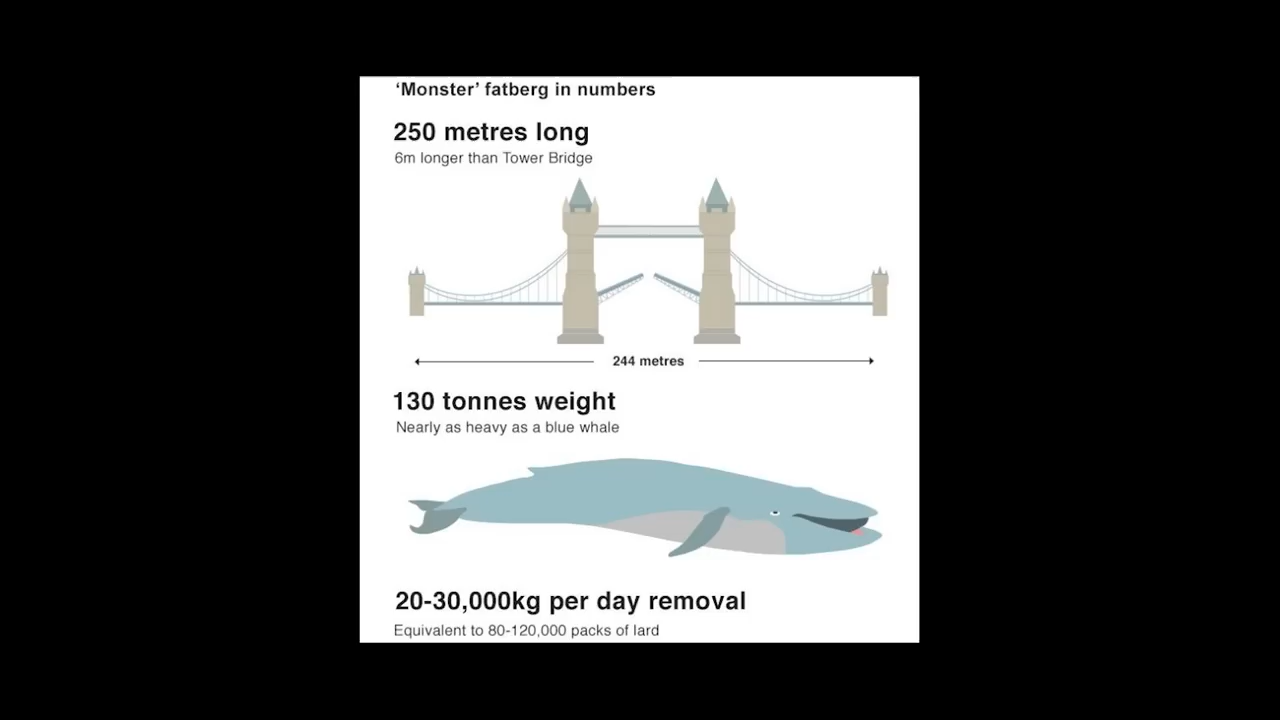 ‘Monster’ fatberg in numbers
250 metres long
6m longer than Tower Bridge
244 metres
130 tonnes weight
Nearly as heavy as a blue whale
20-30,000kg per day removal
Equivalent to 80-120,000 packs of lard